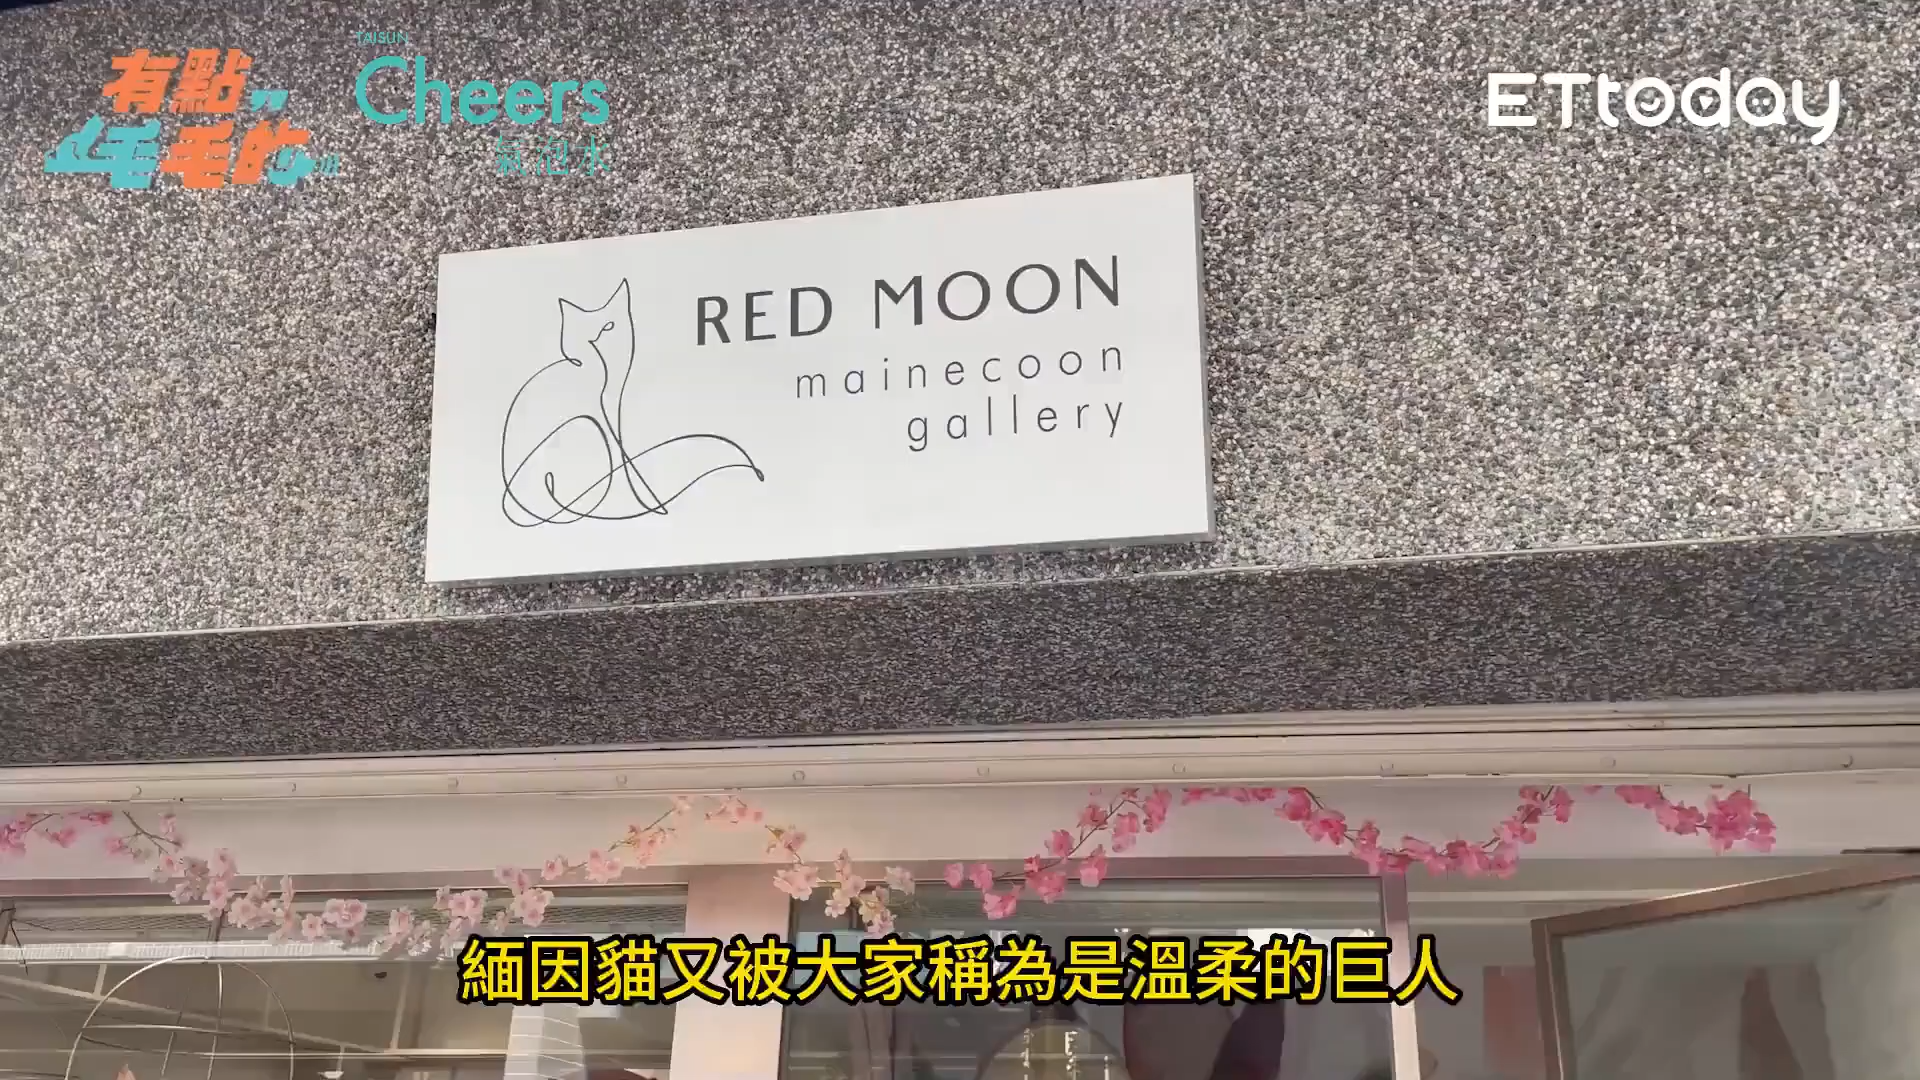 有點
毛毛的
TAISUN
Cheers
氣泡水
ETtoday
RED MOON
mainecoon
gallery
緬因貓又被大家稱為是溫柔的巨人